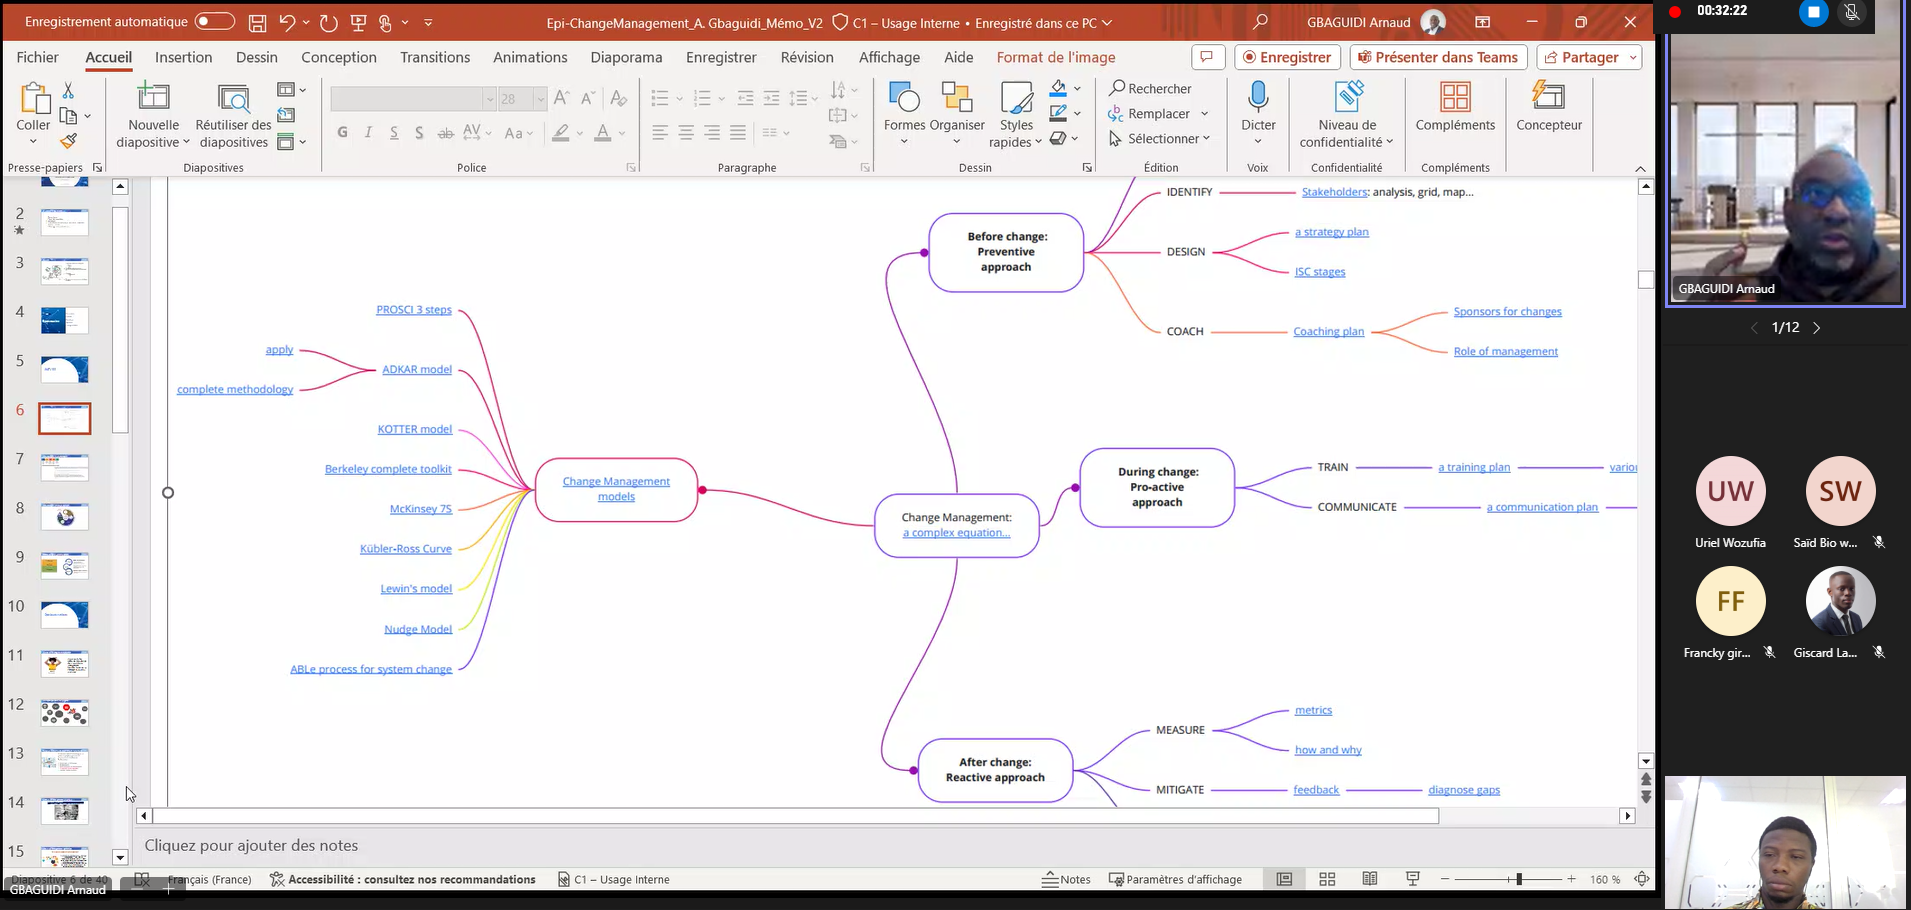 Enregistrement automatique
Epi-ChangeManagement_A. Gbaguidi_Mémo_V2
C1 – Usage Interne • Enregistré dans ce PC
GBAGUIDI Arnaud
00:32:22
Fichier
Accueil
Insertion
Dessin
Conception
Transitions
Animations
Diaporama
Enregistrer
Révision
Affichage
Aide
Format de l'image
Enregistrer
Présenter dans Teams
Partager
Coller
Nouvelle
diapositive
Réutiliser des
diapositives
28
G I S S ab AV Aa A
Formes
Organiser
Styles
rapides
Rechercher
Remplacer
Sélectionner
Dicter
Niveau de
confidentialité
Compléments
Concepteur
Presse-papiers
Diapositives
Police
Paragraphe
Dessin
Édition
Voix
Confidentialité
Compléments
2
3
4
5
6
7
8
9
10
11
12
13
14
15
IDENTIFY
Stakeholders: analysis, grid, map...
Before change:
Preventive
approach
a strategy plan
DESIGN
ISC stages
COACH
Coaching plan
Sponsors for changes
Role of management
PROSCI 3 steps
apply
ADKAR model
complete methodology
KOTTER model
Berkeley complete toolkit
McKinsey 7S
Kübler-Ross Curve
Lewin's model
Nudge Model
ABLe process for system change
Change Management
models
Change Management:
a complex equation...
During change:
Pro-active
approach
TRAIN
a training plan
COMMUNICATE
a communication plan
After change:
Reactive approach
MEASURE
metrics
how and why
MITIGATE
feedback
diagnose gaps
Cliquez pour ajouter des notes
Diapositive 6 de 40
Français (France)
Accessibilité : consultez nos recommandations
C1 – Usage Interne
Notes
Paramètres d'affichage
160 %
GBAGUIDI Arnaud
GBAGUIDI Arnaud
1/12
UW
Uriel Wozufia
SW
Saïd Bio w...
FF
Francky gir...
Giscard La...